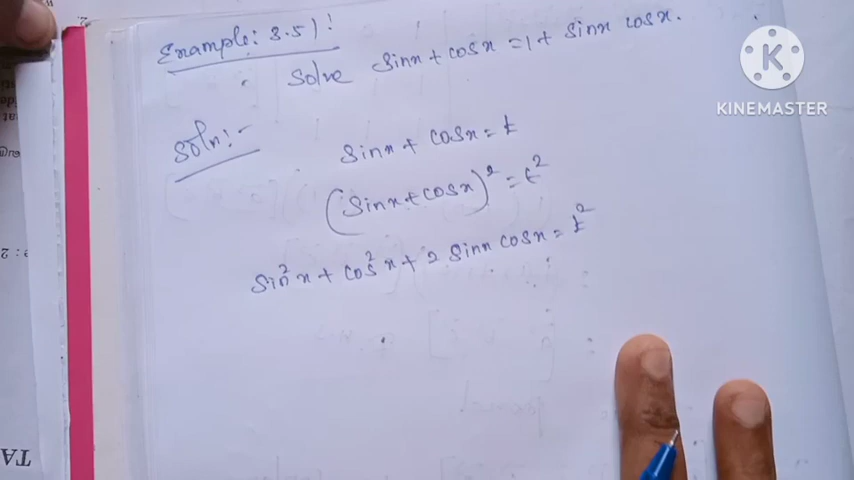 Example: 3.51!
Solve sinx + cosx = 1 + sinx cosx.
Soln:-
sinx + cosx = t
(sinx + cosx)² = t²
sin²x + cos²x + 2 sinx cosx = t²
KINEMASTER
TA